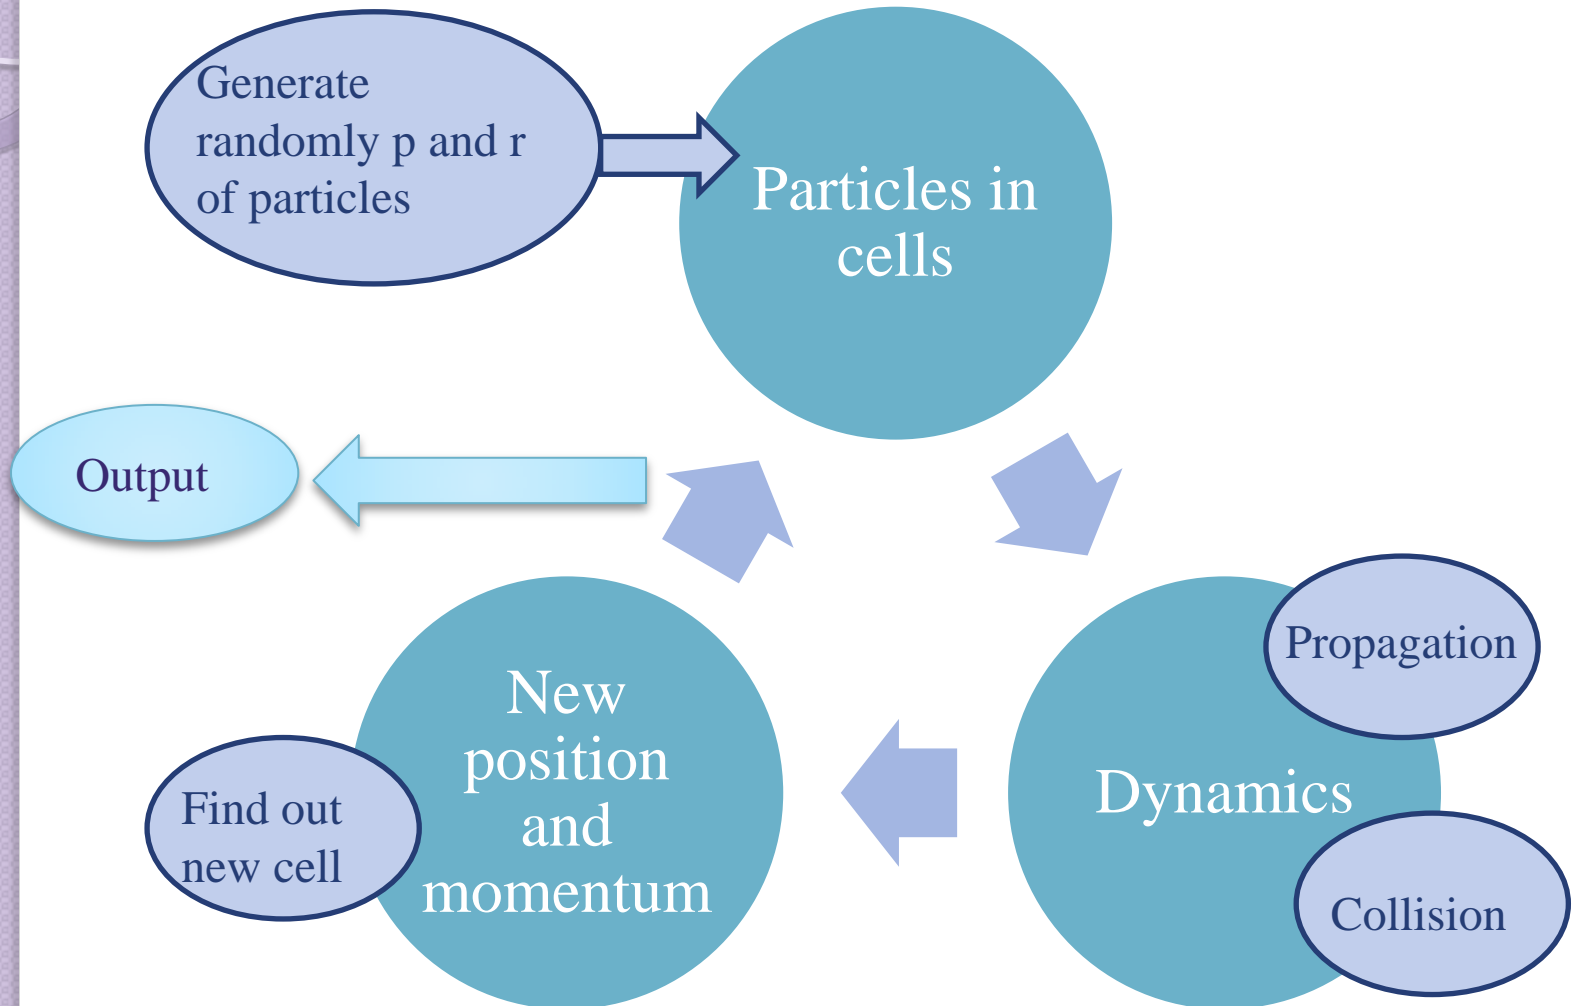 Generate
randomly p and r
of particles
Particles in
cells
Output
Propagation
New
position
and
momentum
Dynamics
Find out
new cell
Collision